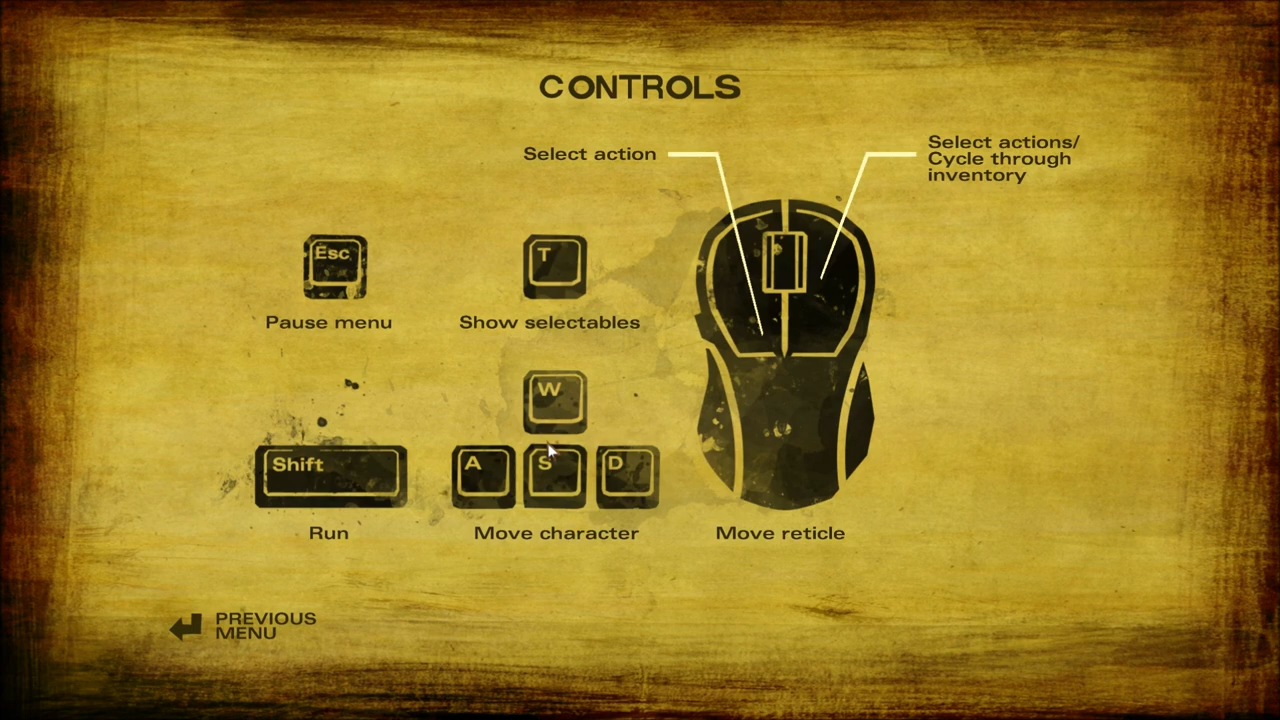 CONTROLS
Select action
Select actions/
Cycle through
inventory
Esc
T
Pause menu
Show selectables
W
Shift
A
S
D
Run
Move character
Move reticle
PREVIOUS
MENU